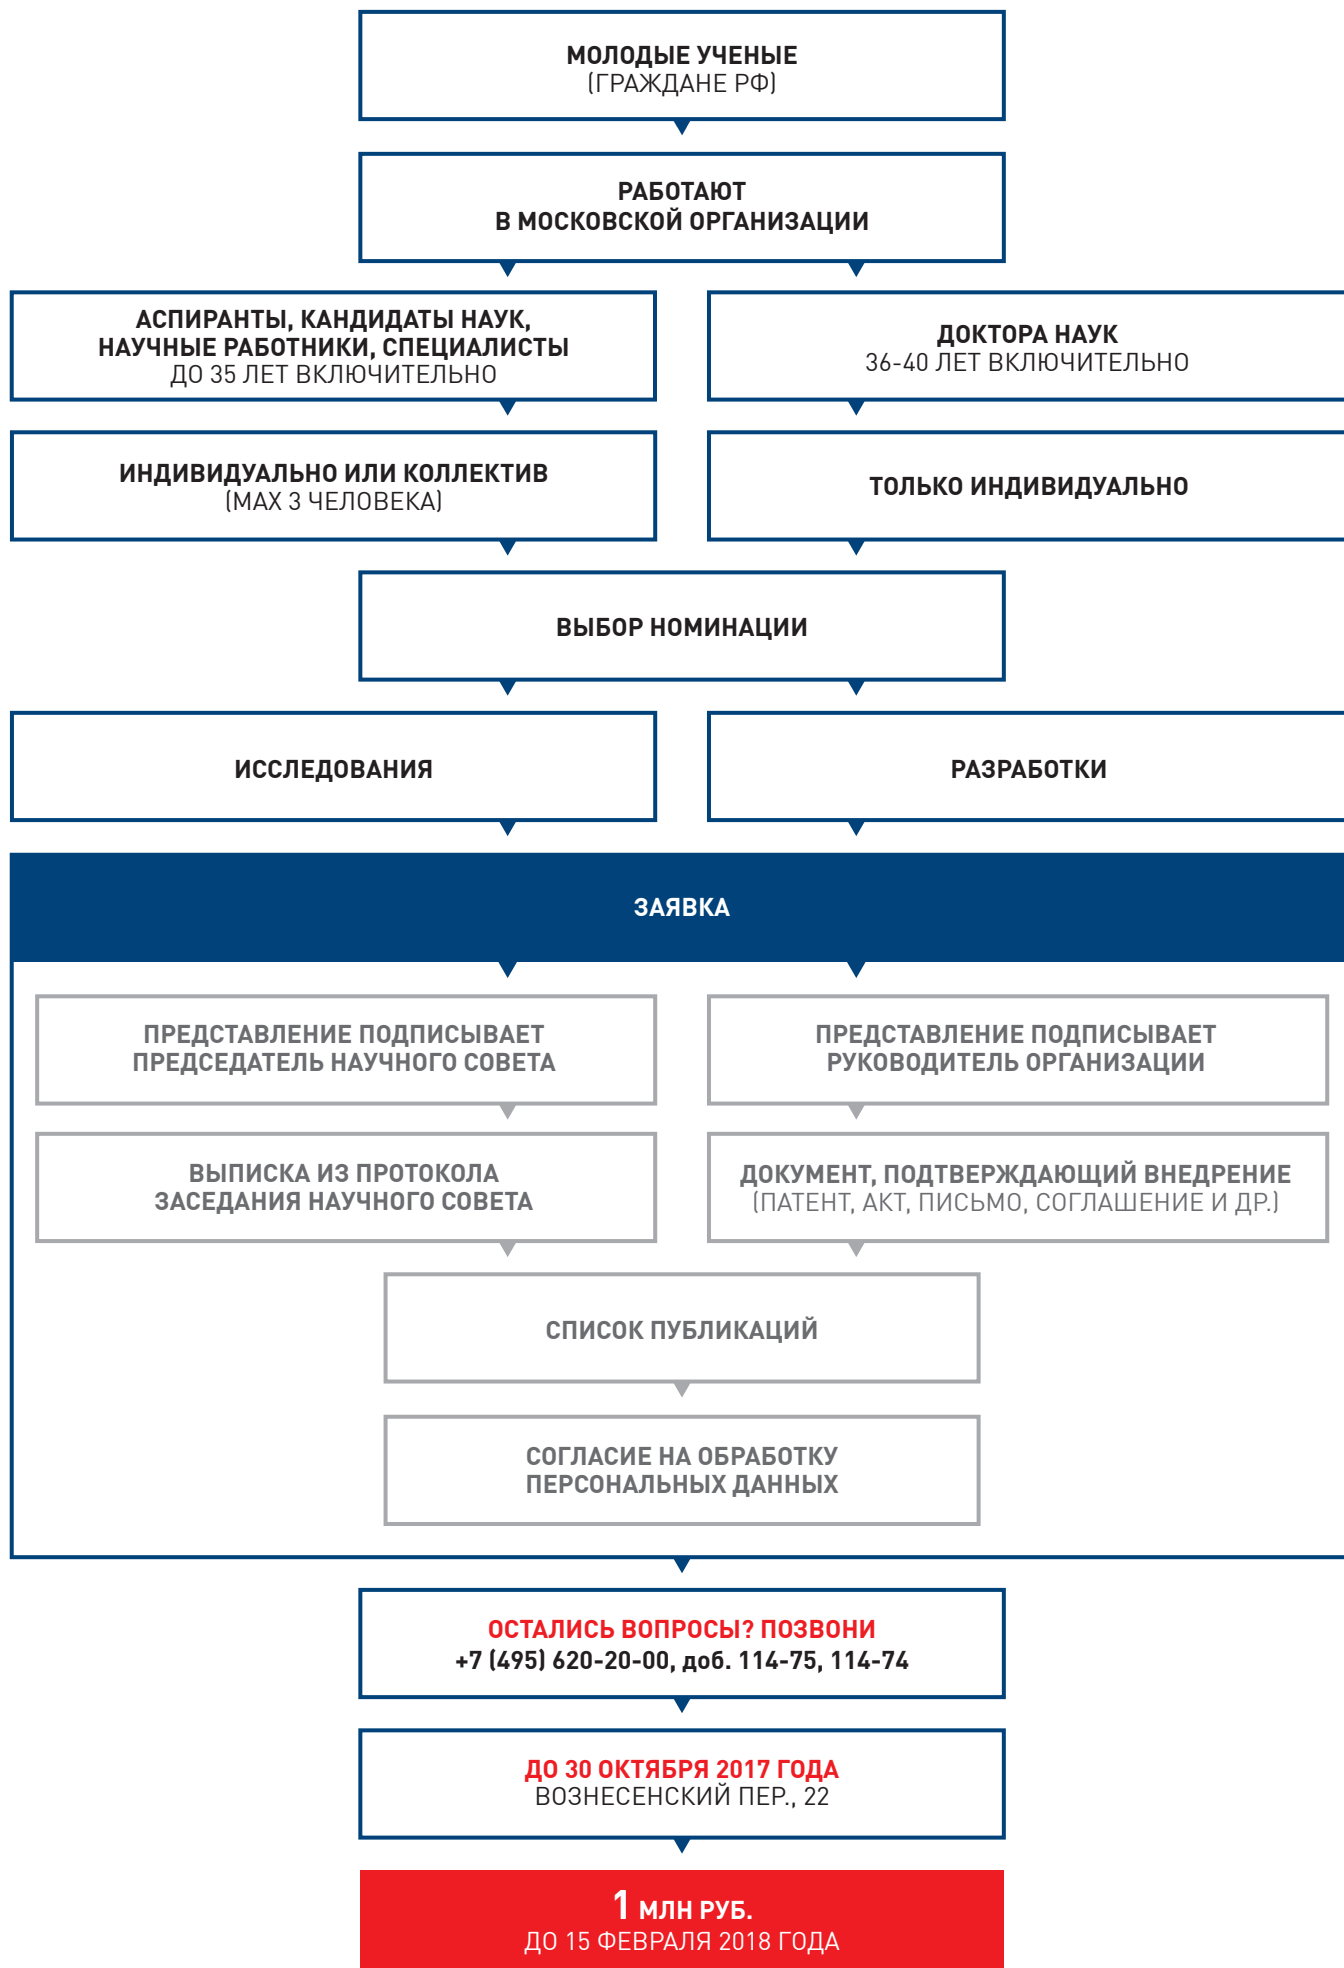 МОЛОДЫЕ УЧЕНЫЕ
(ГРАЖДАНЕ РФ)
РАБОТАЮТ
В МОСКОВСКОЙ ОРГАНИЗАЦИИ
АСПИРАНТЫ, КАНДИДАТЫ НАУК,
НАУЧНЫЕ РАБОТНИКИ, СПЕЦИАЛИСТЫ
ДО 35 ЛЕТ ВКЛЮЧИТЕЛЬНО
ДОКТОРА НАУК
36-40 ЛЕТ ВКЛЮЧИТЕЛЬНО
ИНДИВИДУАЛЬНО ИЛИ КОЛЛЕКТИВ
(MAX 3 ЧЕЛОВЕКА)
ТОЛЬКО ИНДИВИДУАЛЬНО
ВЫБОР НОМИНАЦИИ
ИССЛЕДОВАНИЯ
РАЗРАБОТКИ
ЗАЯВКА
ПРЕДСТАВЛЕНИЕ ПОДПИСЫВАЕТ
ПРЕДСЕДАТЕЛЬ НАУЧНОГО СОВЕТА
ПРЕДСТАВЛЕНИЕ ПОДПИСЫВАЕТ
РУКОВОДИТЕЛЬ ОРГАНИЗАЦИИ
ВЫПИСКА ИЗ ПРОТОКОЛА
ЗАСЕДАНИЯ НАУЧНОГО СОВЕТА
ДОКУМЕНТ, ПОДТВЕРЖДАЮЩИЙ ВНЕДРЕНИЕ
(ПАТЕНТ, АКТ, ПИСЬМО, СОГЛАШЕНИЕ И ДР.)
СПИСОК ПУБЛИКАЦИЙ
СОГЛАСИЕ НА ОБРАБОТКУ
ПЕРСОНАЛЬНЫХ ДАННЫХ
ОСТАЛИСЬ ВОПРОСЫ? ПОЗВОНИ
+7 (495) 620-20-00, доб. 114-75, 114-74
ДО 30 ОКТЯБРЯ 2017 ГОДА
ВОЗНЕСЕНСКИЙ ПЕР., 22
1 МЛН РУБ.
ДО 15 ФЕВРАЛЯ 2018 ГОДА